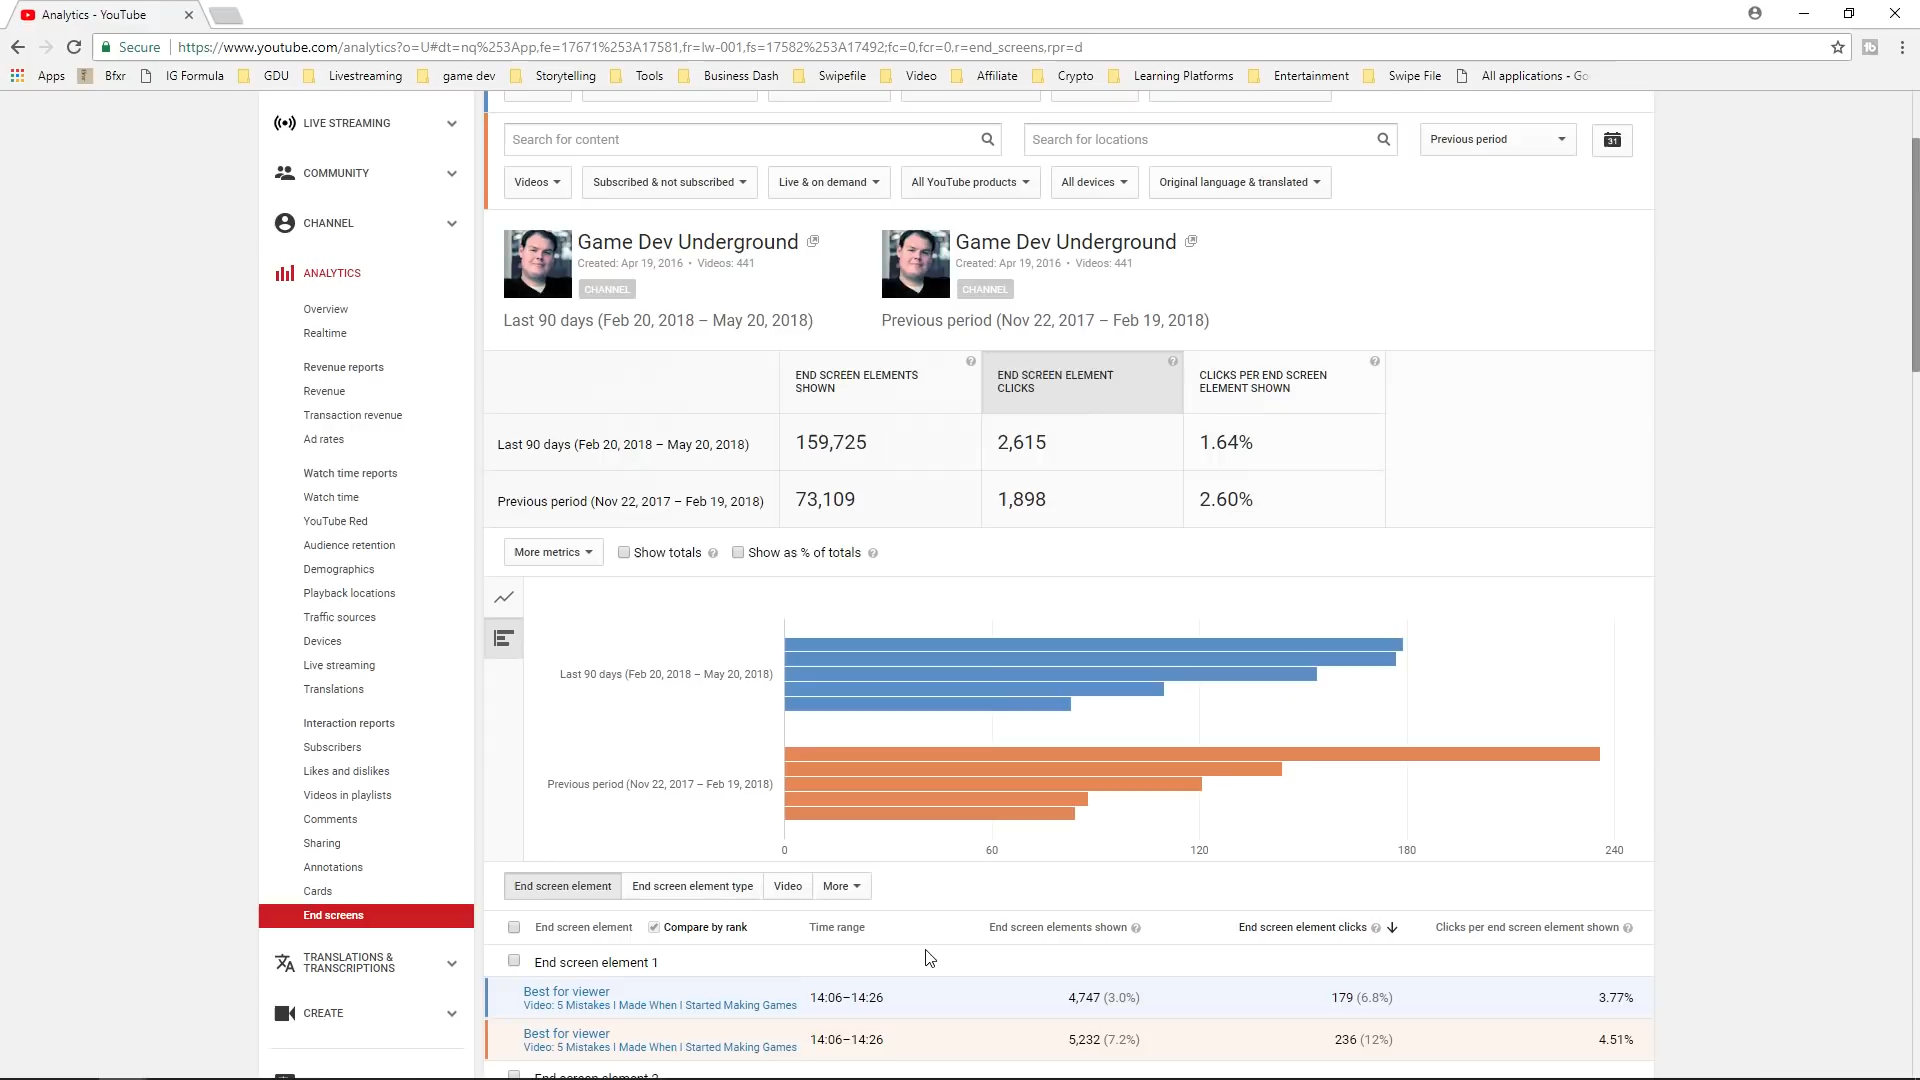 Analytics - YouTube
Secure https://www.youtube.com/analytics?o=U#dt=nq%253App,fe=17671%253A17581,fr=lw-001,fs=17582%253A17492;fc=0,fcr=0,r=end_screens,rpr=d
Apps Bfxr IG Formula GDU Livestreaming game dev Storytelling Tools Business Dash Swipefile Video Affiliate Crypto Learning Platforms Entertainment Swipe File All applications - Go
LIVE STREAMING
COMMUNITY
CHANNEL
ANALYTICS
Overview
Realtime
Revenue reports
Revenue
Transaction revenue
Ad rates
Watch time reports
Watch time
YouTube Red
Audience retention
Demographics
Playback locations
Traffic sources
Devices
Live streaming
Translations
Interaction reports
Subscribers
Likes and dislikes
Videos in playlists
Comments
Sharing
Annotations
Cards
End screens
TRANSLATIONS &
TRANSCRIPTIONS
CREATE
Search for content
Search for locations
Previous period
31
Videos Subscribed & not subscribed Live & on demand All YouTube products All devices Original language & translated
Game Dev Underground
Created: Apr 19, 2016 • Videos: 441
CHANNEL
Last 90 days (Feb 20, 2018 – May 20, 2018)
Game Dev Underground
Created: Apr 19, 2016 • Videos: 441
CHANNEL
Previous period (Nov 22, 2017 – Feb 19, 2018)
END SCREEN ELEMENTS
SHOWN
END SCREEN ELEMENT
CLICKS
CLICKS PER END SCREEN
ELEMENT SHOWN
Last 90 days (Feb 20, 2018 – May 20, 2018) 159,725 2,615 1.64%
Previous period (Nov 22, 2017 – Feb 19, 2018) 73,109 1,898 2.60%
More metrics Show totals ? Show as % of totals ?
Last 90 days (Feb 20, 2018 – May 20, 2018)
Previous period (Nov 22, 2017 – Feb 19, 2018)
0 60 120 180 240
End screen element End screen element type Video More
End screen element Compare by rank Time range End screen elements shown ? End screen element clicks ? Clicks per end screen element shown ?
End screen element 1
Best for viewer
Video: 5 Mistakes I Made When I Started Making Games 14:06–14:26 4,747 (3.0%) 179 (6.8%) 3.77%
Best for viewer
Video: 5 Mistakes I Made When I Started Making Games 14:06–14:26 5,232 (7.2%) 236 (12%) 4.51%
End screen element 2